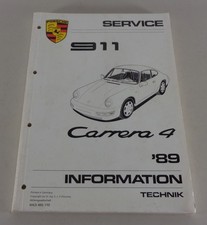 SERVICE
911
Carrera 4
'89
INFORMATION
TECHNIK